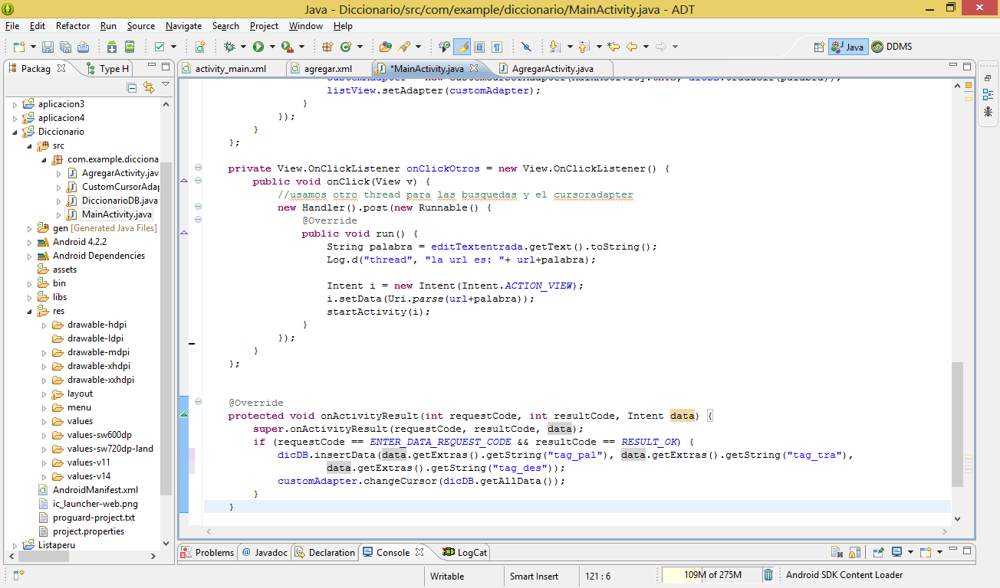 Java - Diccionario/src/com/example/diccionario/MainActivity.java - ADT
File Edit Refactor Run Source Navigate Search Project Window Help
Java DDMS
Packag Type H
aplicacion3
aplicacion4
Diccionario
src
com.example.dicciona
AgregarActivity.jav
CustomCursorAdap
DiccionarioDB.java
MainActivity.java
gen [Generated Java Files]
Android 4.2.2
Android Dependencies
assets
bin
libs
res
drawable-hdpi
drawable-ldpi
drawable-mdpi
drawable-xhdpi
drawable-xxhdpi
layout
menu
values
values-sw600dp
values-sw720dp-land
values-v11
values-v14
AndroidManifest.xml
ic_launcher-web.png
proguard-project.txt
project.properties
Listaperu
activity_main.xml agregar.xml *MainActivity.java AgregarActivity.java
listView.setAdapter(customAdapter);
}
});
}
};
private View.OnClickListener onClickOtros = new View.OnClickListener() {
public void onClick(View v) {
//usamos otro thread para las busquedas y el cursoradapter
new Handler().post(new Runnable() {
@Override
public void run() {
String palabra = editTextentrada.getText().toString();
Log.d("thread", "la url es: "+ url+palabra);
Intent i = new Intent(Intent.ACTION_VIEW);
i.setData(Uri.parse(url+palabra));
startActivity(i);
}
});
}
};
@Override
protected void onActivityResult(int requestCode, int resultCode, Intent data) {
super.onActivityResult(requestCode, resultCode, data);
if (requestCode == ENTER_DATA_REQUEST_CODE && resultCode == RESULT_OK) {
dicDB.insertData(data.getExtras().getString("tag_pal"), data.getExtras().getString("tag_tra"),
data.getExtras().getString("tag_des"));
customAdapter.changeCursor(dicDB.getAllData());
}
}
Problems @ Javadoc Declaration Console LogCat
Writable Smart Insert 121 : 6 109M of 275M Android SDK Content Loader